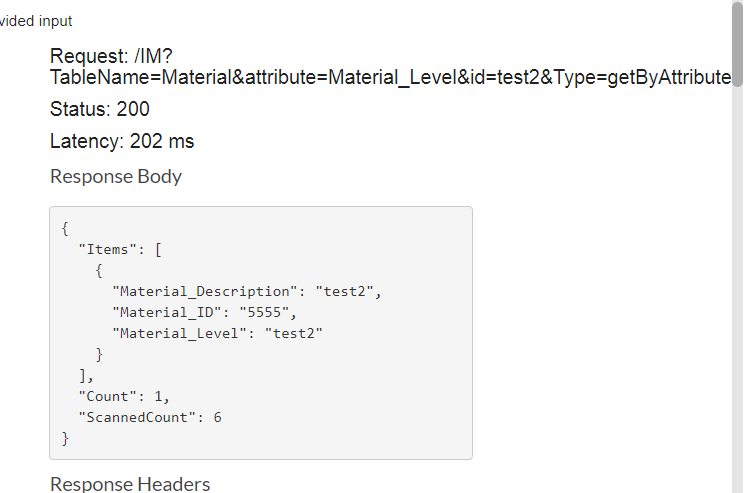 vided input
Request: /IM?
TableName=Material&attribute=Material_Level&id=test2&Type=getByAttribute
Status: 200
Latency: 202 ms
Response Body
{
"Items": [
{
"Material_Description": "test2",
"Material_ID": "5555",
"Material_Level": "test2"
}
],
"Count": 1,
"ScannedCount": 6
}
Response Headers